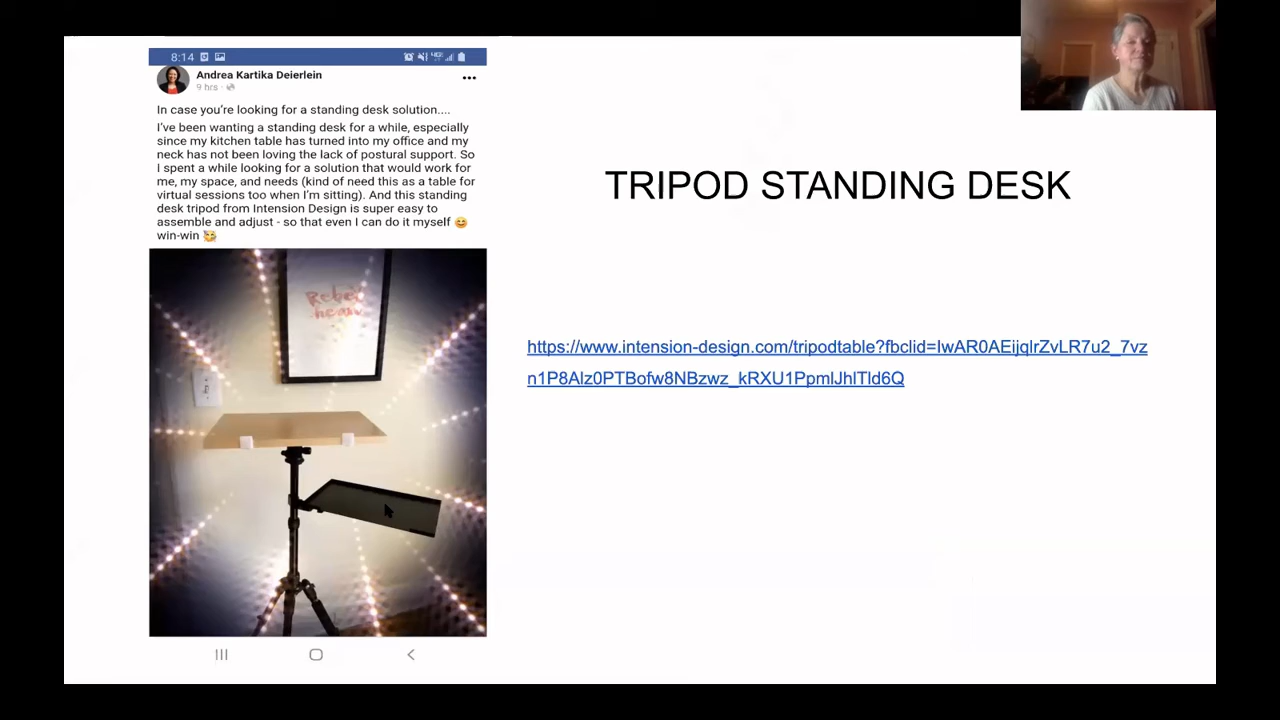 8:14
Andrea Kartika Deierlein
9 hrs ·
In case you're looking for a standing desk solution....
I've been wanting a standing desk for a while, especially
since my kitchen table has turned into my office and my
neck has not been loving the lack of postural support. So
I spent a while looking for a solution that would work for
me, my space, and needs (kind of need this as a table for
virtual sessions too when I'm sitting). And this standing
desk tripod from Intension Design is super easy to
assemble and adjust - so that even I can do it myself 😊
win-win 🥰
Rebel
heart
TRIPOD STANDING DESK
https://www.intension-design.com/tripodtable?fbclid=IwAR0AEijqlrZvLR7u2_7vz
n1P8Alz0PTBofw8NBzwz_kRXU1PpmlJhlTld6Q